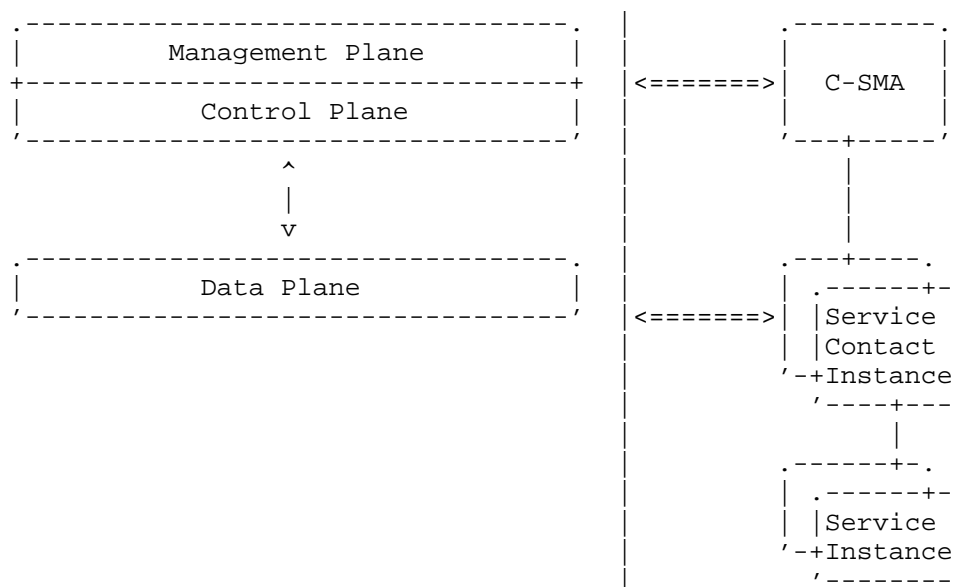 Management Plane
<=======> C-SMA
Control Plane
^
|
v
Data Plane
<=======> Service
Contact
Instance
Service
Instance